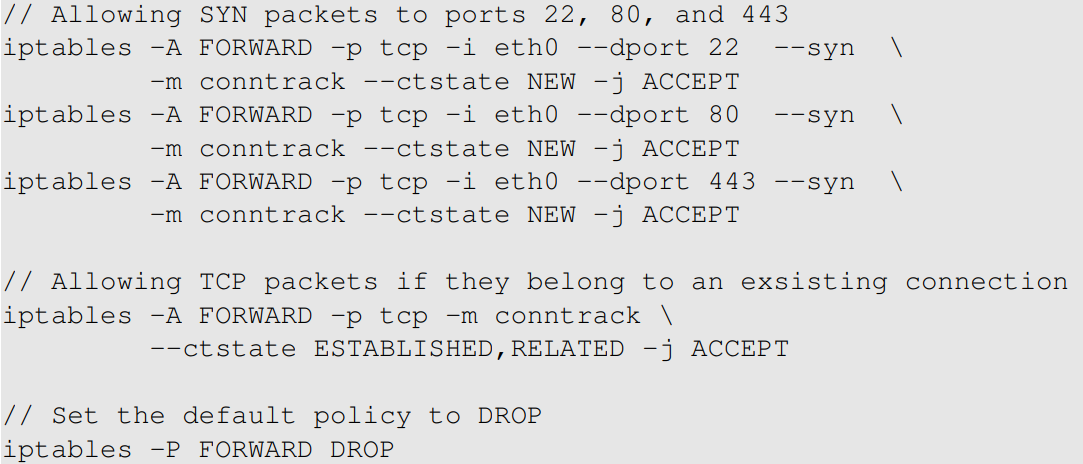 // Allowing SYN packets to ports 22, 80, and 443
iptables -A FORWARD -p tcp -i eth0 --dport 22  --syn  \
         -m conntrack --ctstate NEW -j ACCEPT
iptables -A FORWARD -p tcp -i eth0 --dport 80  --syn  \
         -m conntrack --ctstate NEW -j ACCEPT
iptables -A FORWARD -p tcp -i eth0 --dport 443 --syn  \
         -m conntrack --ctstate NEW -j ACCEPT

// Allowing TCP packets if they belong to an exsisting connection
iptables -A FORWARD -p tcp -m conntrack \
         --ctstate ESTABLISHED,RELATED -j ACCEPT

// Set the default policy to DROP
iptables -P FORWARD DROP